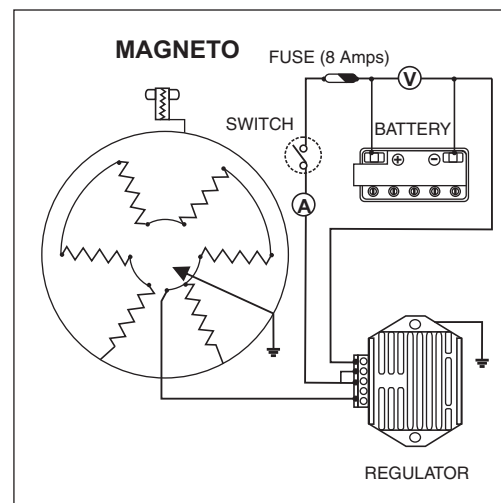 MAGNETO
FUSE (8 Amps)
V
SWITCH
BATTERY
+ −
A
REGULATOR